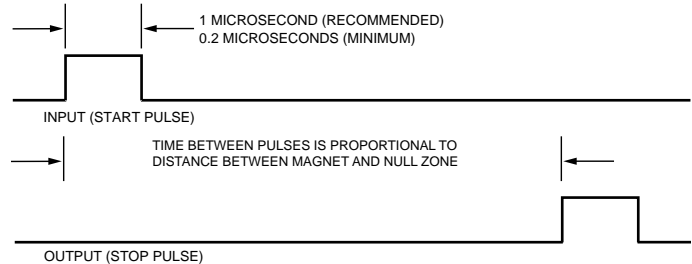 1 MICROSECOND (RECOMMENDED)
0.2 MICROSECONDS (MINIMUM)
INPUT (START PULSE)
TIME BETWEEN PULSES IS PROPORTIONAL TO
DISTANCE BETWEEN MAGNET AND NULL ZONE
OUTPUT (STOP PULSE)